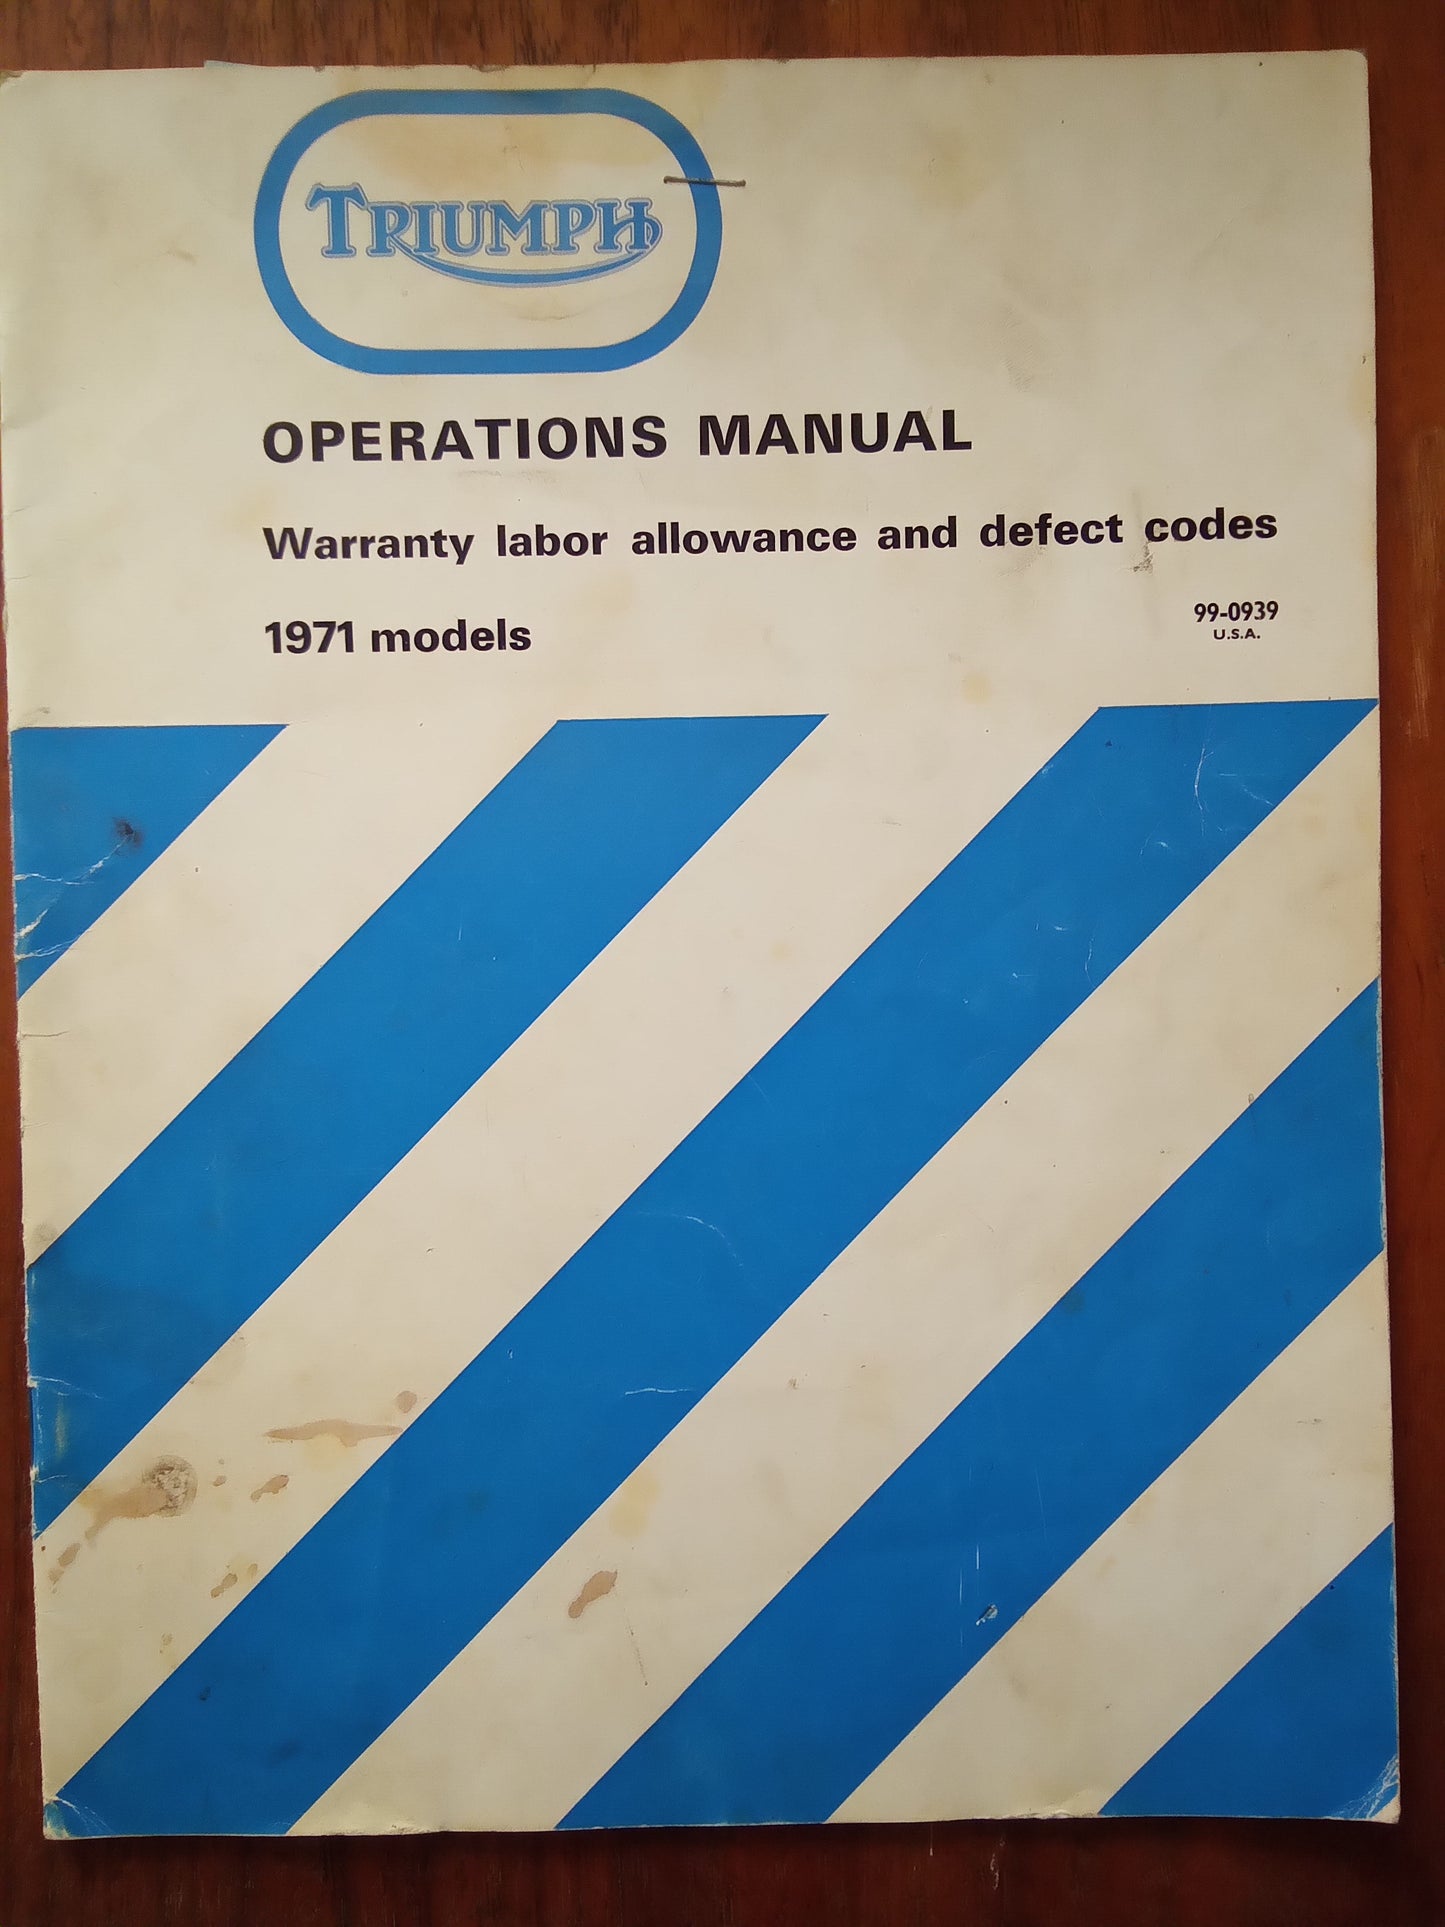 TRIUMPH
OPERATIONS MANUAL
Warranty labor allowance and defect codes
1971 models
99-0939
U.S.A.